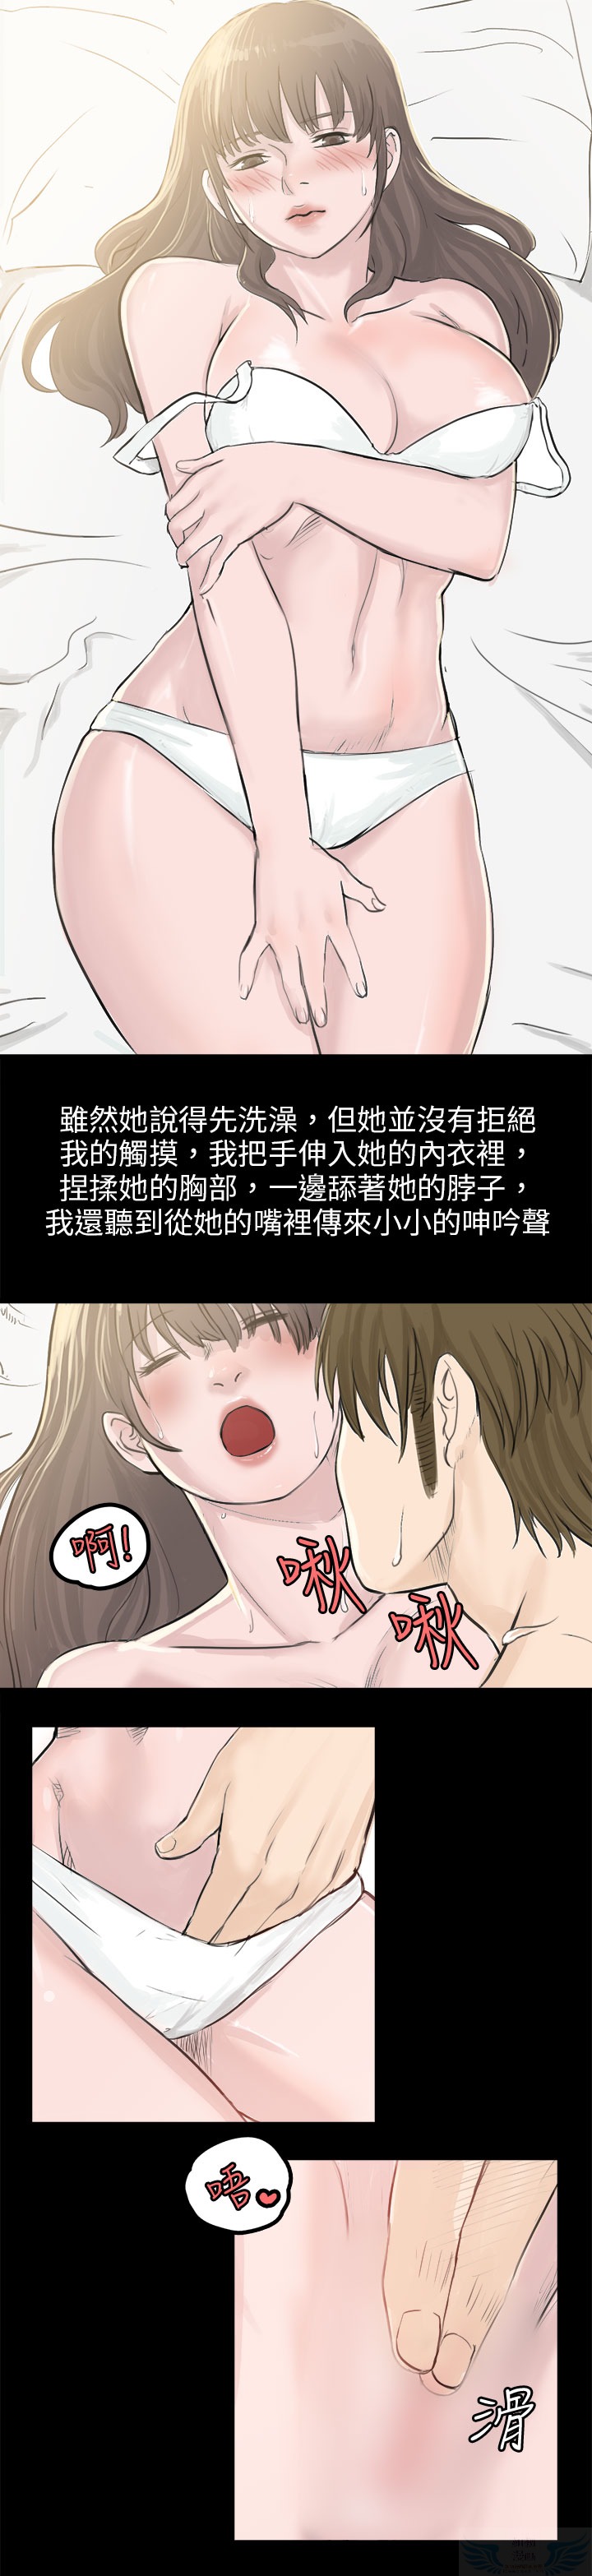 雖然她說得先洗澡，但她並沒有拒絕
我的觸摸，我把手伸入她的內衣裡，
捏揉她的胸部，一邊舔著她的脖子，
我還聽到從她的嘴裡傳來小小的呻吟聲
啊!
啾
啾
唔
滑